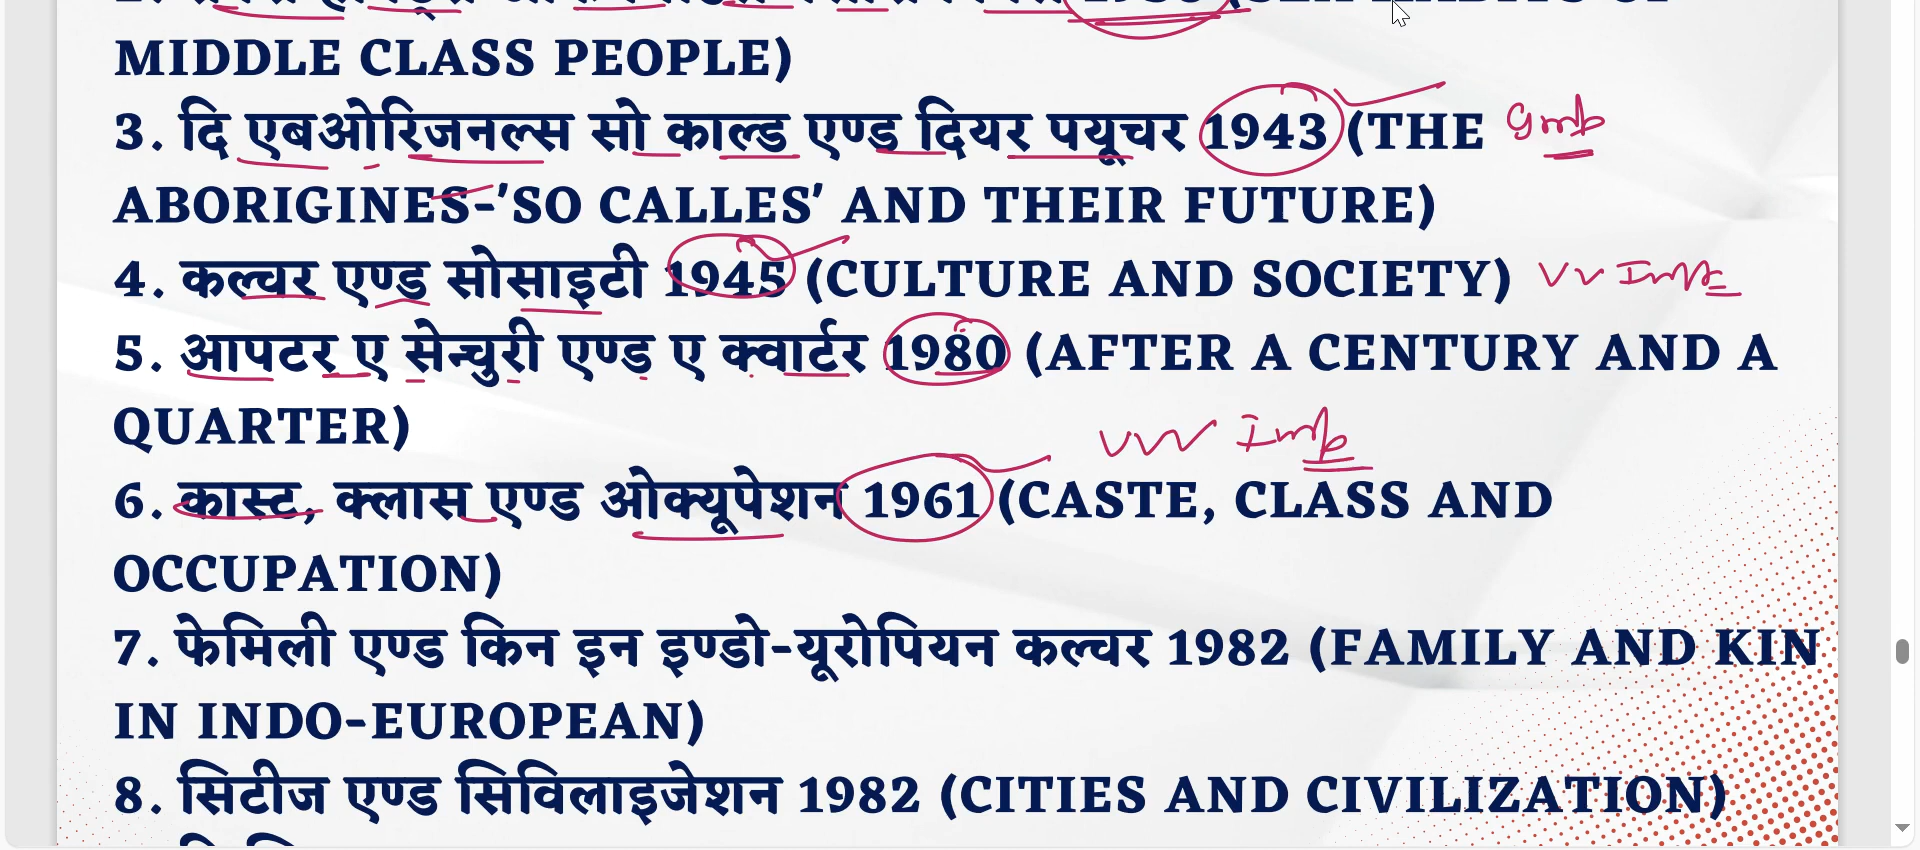 MIDDLE CLASS PEOPLE)
3. दि एबओरिजनल्स सो काल्ड एण्ड दियर पयूचर 1943 (THE Imp
ABORIGINES-'SO CALLES' AND THEIR FUTURE)
4. कल्चर एण्ड सोसाइटी 1945 (CULTURE AND SOCIETY) VV Imp
5. आपटर ए सेन्चुरी एण्ड ए क्वार्टर 1980 (AFTER A CENTURY AND A
QUARTER)
VVV Imp
6. कास्ट, क्लास एण्ड ओक्यूपेशन 1961 (CASTE, CLASS AND
OCCUPATION)
7. फेमिली एण्ड किन इन इण्डो-यूरोपियन कल्चर 1982 (FAMILY AND KIN
IN INDO-EUROPEAN)
8. सिटीज एण्ड सिविलाइजेशन 1982 (CITIES AND CIVILIZATION)